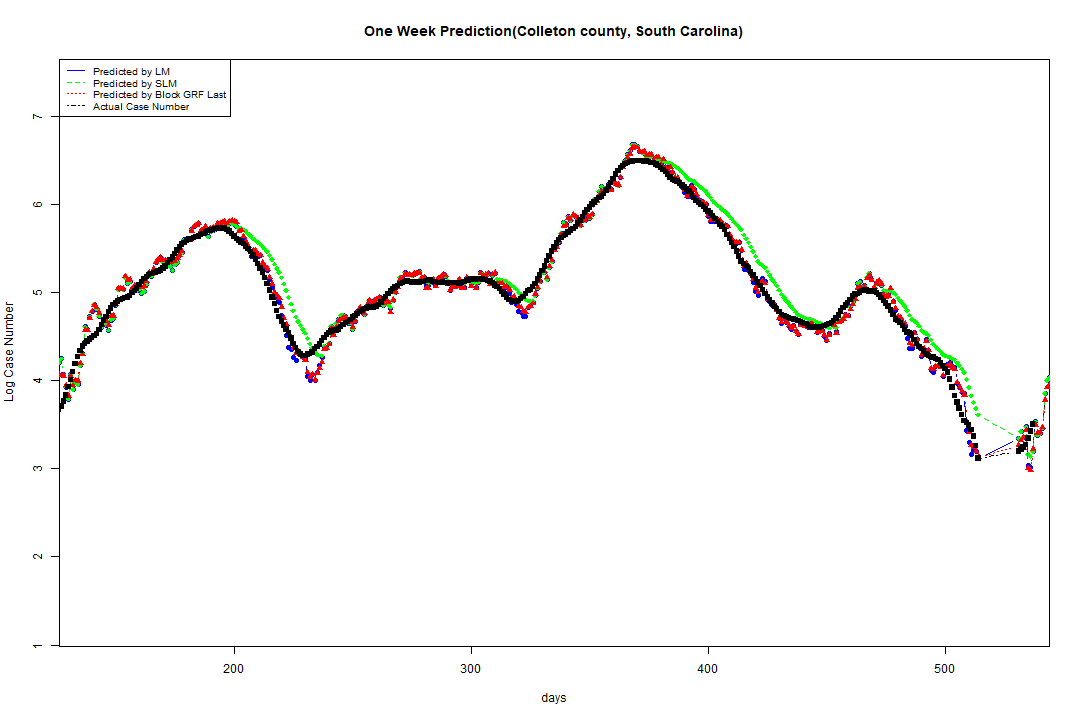 One Week Prediction(Colleton county, South Carolina)
Predicted by LM
Predicted by SLM
Predicted by Block GRF Last
Actual Case Number
7
6
5
4
3
2
1
Log Case Number
200 300 400 500
days